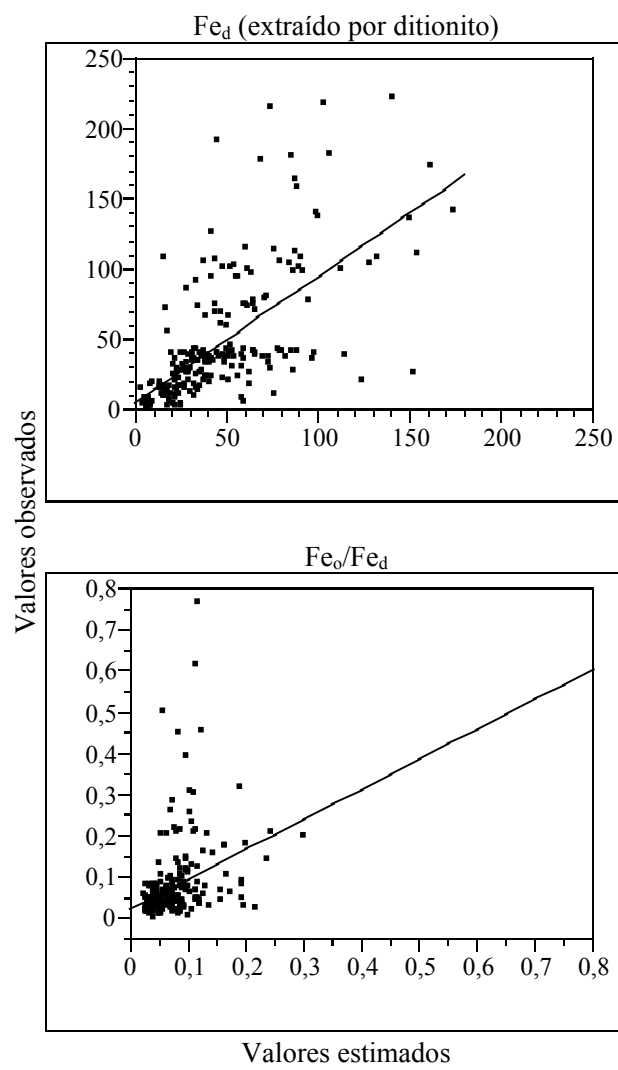 Fed (extraído por ditionito)
250
200
150
100
50
0
0 50 100 150 200 250
Valores observados
Feo/Fed
0,8
0,7
0,6
0,5
0,4
0,3
0,2
0,1
0
0 0,1 0,2 0,3 0,4 0,5 0,6 0,7 0,8
Valores estimados